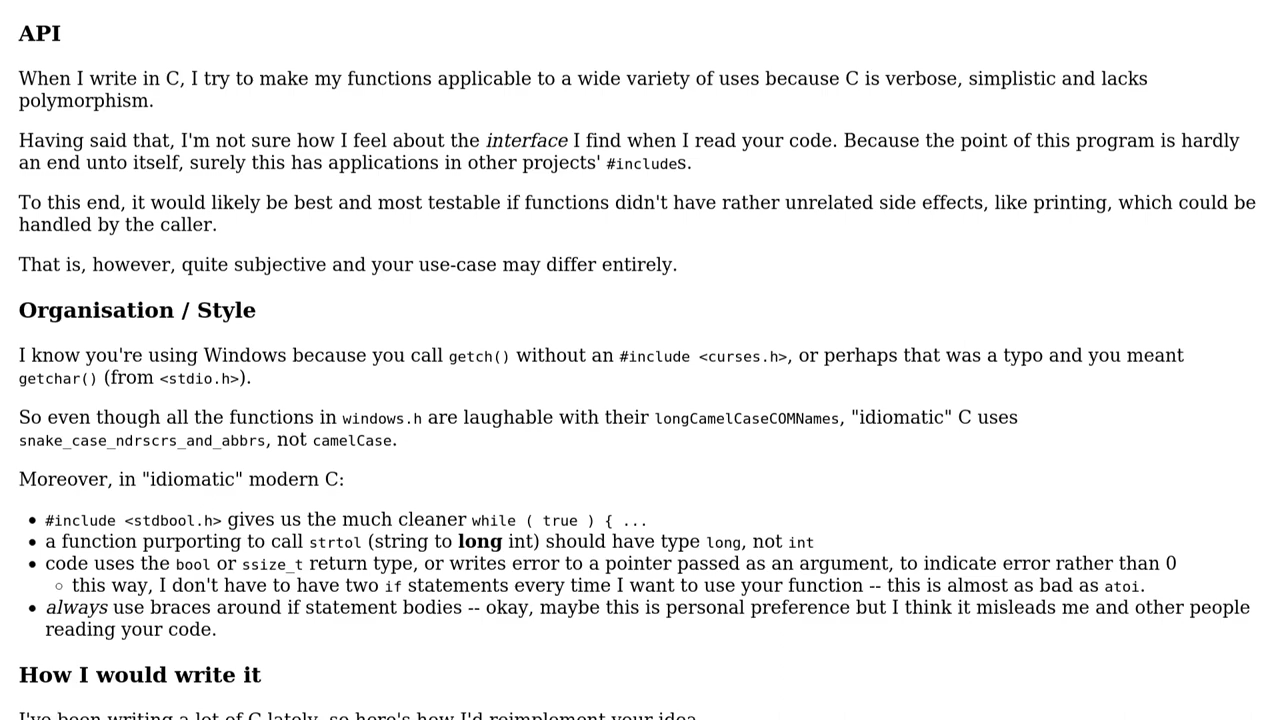 API
When I write in C, I try to make my functions applicable to a wide variety of uses because C is verbose, simplistic and lacks
polymorphism.
Having said that, I'm not sure how I feel about the interface I find when I read your code. Because the point of this program is hardly
an end unto itself, surely this has applications in other projects' #includes.
To this end, it would likely be best and most testable if functions didn't have rather unrelated side effects, like printing, which could be
handled by the caller.
That is, however, quite subjective and your use-case may differ entirely.
Organisation / Style
I know you're using Windows because you call getch() without an #include <curses.h>, or perhaps that was a typo and you meant
getchar() (from <stdio.h>).
So even though all the functions in windows.h are laughable with their longCamelCaseCOMNames, "idiomatic" C uses
snake_case_ndrscrs_and_abbrs, not camelCase.
Moreover, in "idiomatic" modern C:
• #include <stdbool.h> gives us the much cleaner while ( true ) { ...
• a function purporting to call strtol (string to long int) should have type long, not int
• code uses the bool or ssize_t return type, or writes error to a pointer passed as an argument, to indicate error rather than 0
◦ this way, I don't have to have two if statements every time I want to use your function -- this is almost as bad as atoi.
• always use braces around if statement bodies -- okay, maybe this is personal preference but I think it misleads me and other people
reading your code.
How I would write it
I've been writing a lot of C lately, so here's how I'd reimplement your idea